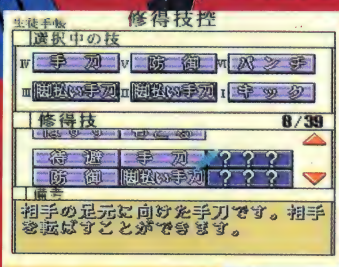 生徒手帳 修得技控
選択中の技
IV 手刀 V 防御 VI パンチ
III 脚払い手刀 II 脚払い手刀 I キック
修得技 8/39
待避 手刀 ???
防御 脚払い手刀 ???
備考
相手の足元に向けた手刀です。相手
を転ばすことができます。